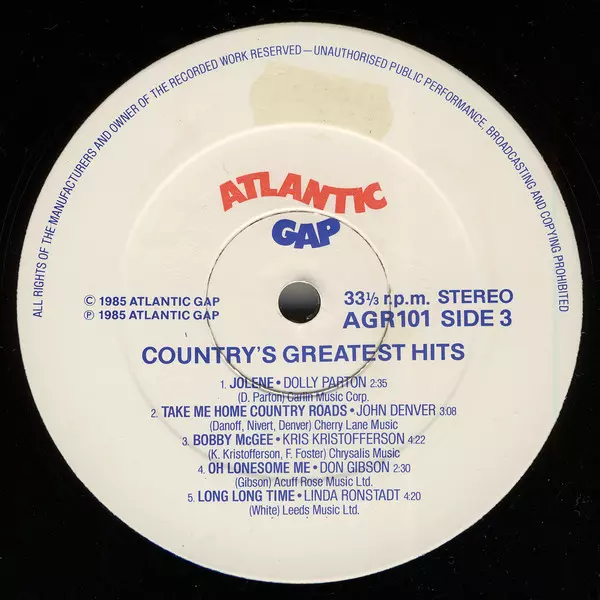 ALL RIGHTS OF THE MANUFACTURERS AND OWNER OF THE RECORDED WORK RESERVED—UNAUTHORISED PUBLIC PERFORMANCE, BROADCASTING AND COPYING PROHIBITED
ATLANTIC
GAP
© 1985 ATLANTIC GAP
℗ 1985 ATLANTIC GAP
33⅓ r.p.m. STEREO
AGR101 SIDE 3
COUNTRY'S GREATEST HITS
1. JOLENE • DOLLY PARTON 2:35
(D. Parton) Carlin Music Corp.
2. TAKE ME HOME COUNTRY ROADS • JOHN DENVER 3:08
(Danoff, Nivert, Denver) Cherry Lane Music
3. BOBBY McGEE • KRIS KRISTOFFERSON 4:22
(K. Kristofferson, F. Foster) Chrysalis Music
4. OH LONESOME ME • DON GIBSON 2:30
(Gibson) Acuff Rose Music Ltd.
5. LONG LONG TIME • LINDA RONSTADT 4:20
(White) Leeds Music Ltd.